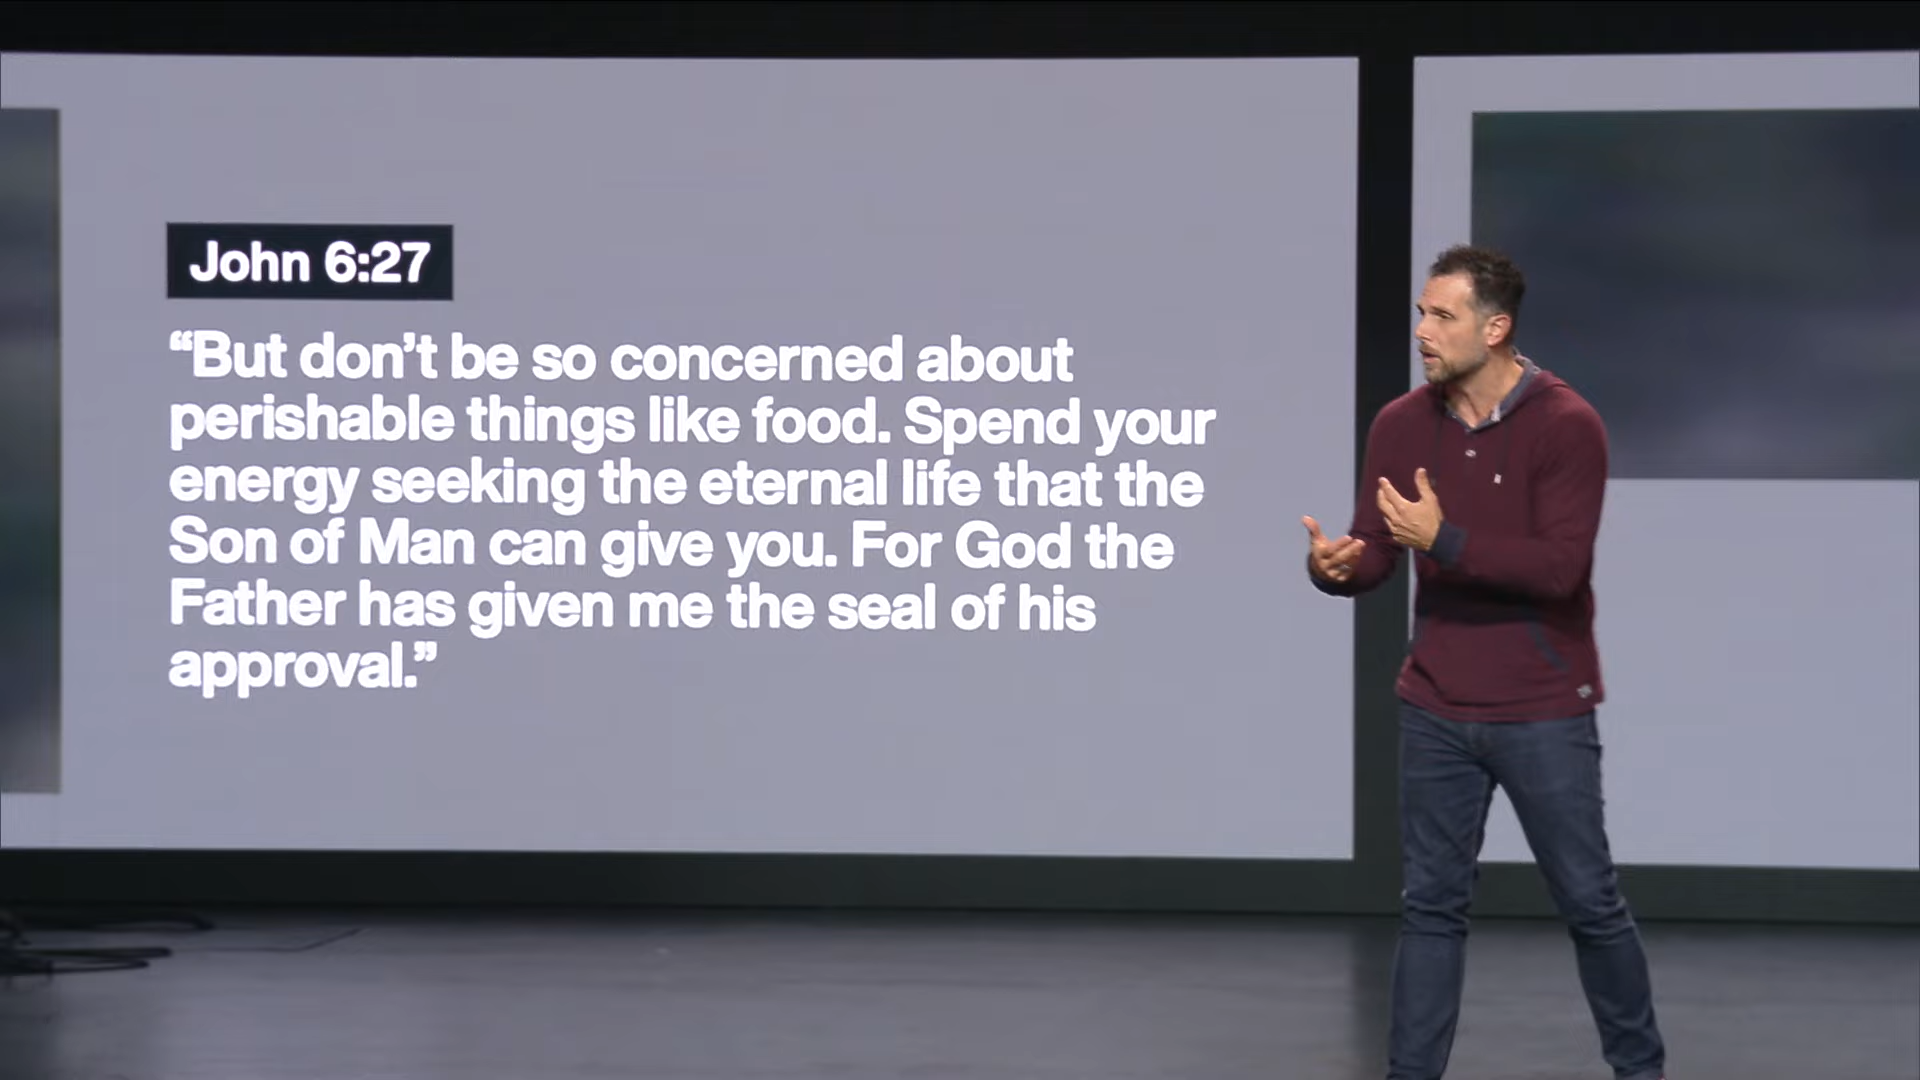 John 6:27
“But don’t be so concerned about
perishable things like food. Spend your
energy seeking the eternal life that the
Son of Man can give you. For God the
Father has given me the seal of his
approval.”